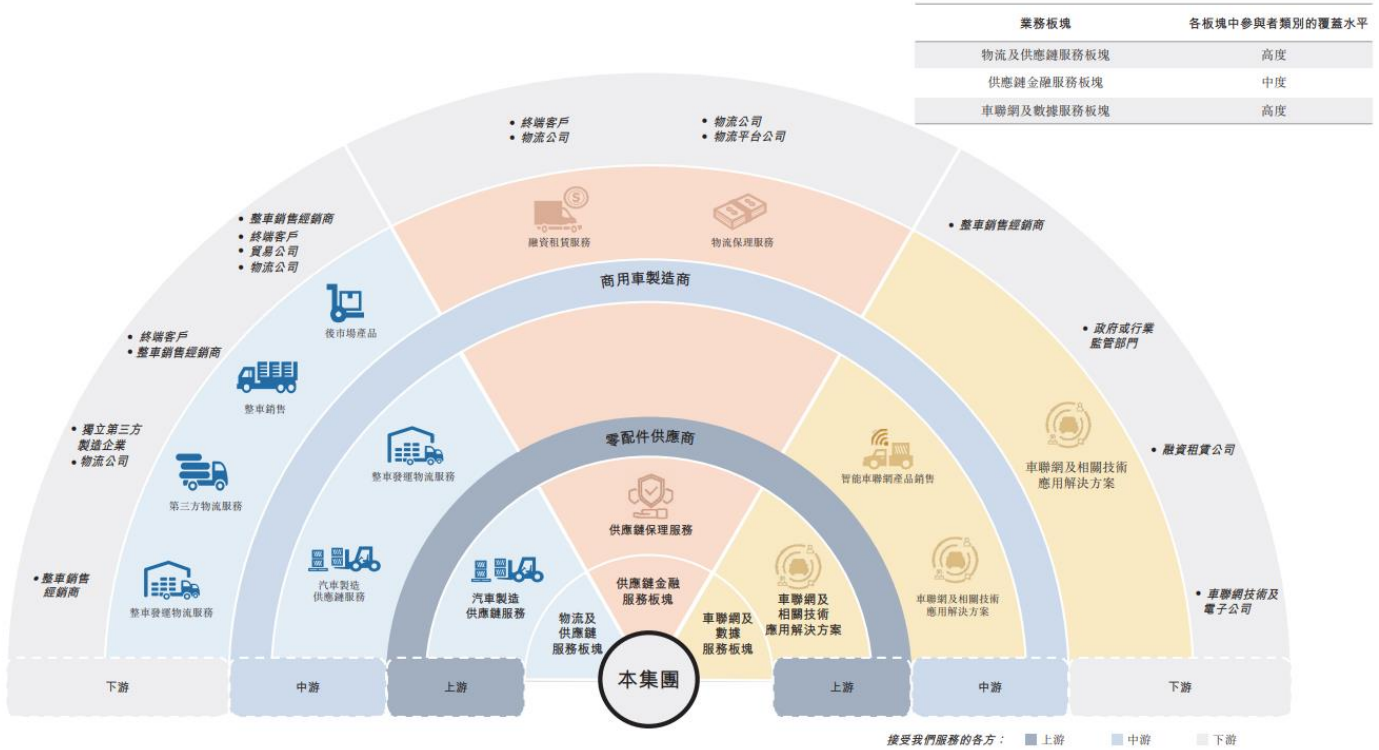 業務板塊 各板塊中參與者類別的覆蓋水平
物流及供應鏈服務板塊 高度
供應鏈金融服務板塊 中度
車聯網及數據服務板塊 高度
• 終端客戶
• 物流公司
• 物流公司
• 物流平台公司
• 整車銷售經銷商
• 終端客戶
• 貿易公司
• 物流公司
• 整車銷售經銷商
融資租賃服務
物流保理服務
商用車製造商
後市場產品
• 終端客戶
• 整車銷售經銷商
• 政府或行業
監管部門
整車銷售
• 獨立第三方
製造企業
• 物流公司
零配件供應商
• 融資租賃公司
第三方物流服務
整車發運物流服務
智能車聯網產品銷售
車聯網及相關技術
應用解決方案
供應鏈保理服務
• 整車銷售
經銷商
整車發運物流服務
汽車製造
供應鏈服務
汽車製造
供應鏈服務
物流及
供應鏈
服務板塊
供應鏈金融
服務板塊
車聯網及
數據
服務板塊
車聯網及
相關技術
應用解決方案
車聯網及相關技術
應用解決方案
• 車聯網技術及
電子公司
下游 中游 上游 本集團 上游 中游 下游
接受我們服務的各方： 上游 中游 下游